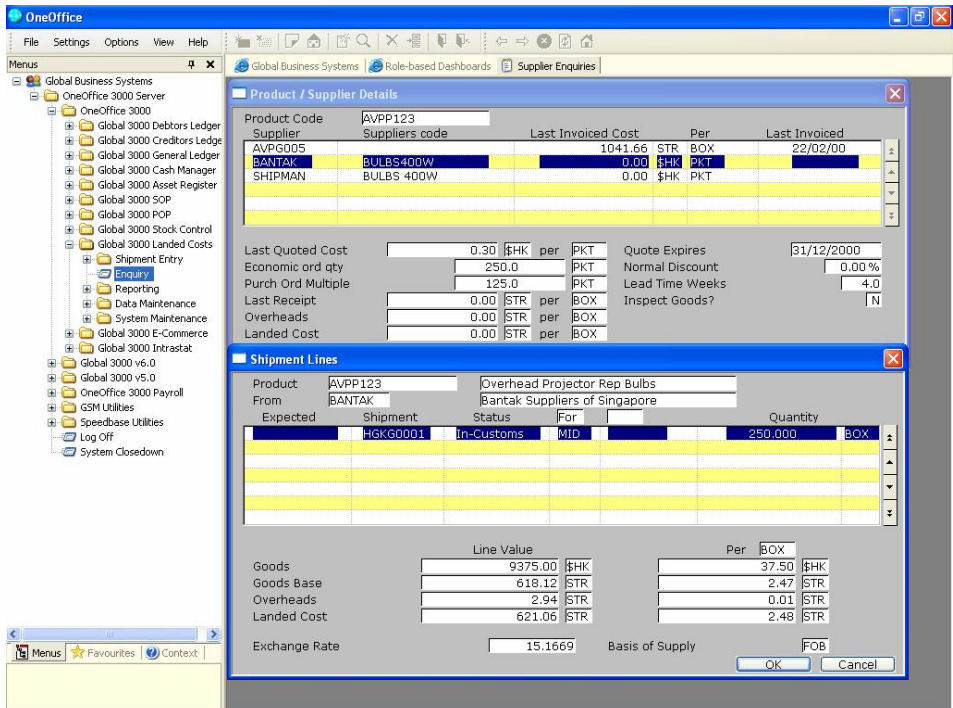 OneOffice
File Settings Options View Help
Menus
Global Business Systems
OneOffice 3000 Server
OneOffice 3000
Global 3000 Debtors Ledger
Global 3000 Creditors Ledge
Global 3000 General Ledger
Global 3000 Cash Manager
Global 3000 Asset Register
Global 3000 SOP
Global 3000 POP
Global 3000 Stock Control
Global 3000 Landed Costs
Shipment Entry
Enquiry
Reporting
Data Maintenance
System Maintenance
Global 3000 E-Commerce
Global 3000 Intrastat
Global 3000 v6.0
Global 3000 v5.0
OneOffice 3000 Payroll
GSM Utilities
Speedbase Utilities
Log Off
System Closedown
Menus Favourites Context
Global Business Systems Role-based Dashboards Supplier Enquiries
Product / Supplier Details
Product Code AVPP123
Supplier Suppliers code Last Invoiced Cost Per Last Invoiced
AVPG005 1041.66 STR BOX 22/02/00
BANTAK BULBS400W 0.00 $HK PKT
SHIPMAN BULBS 400W 0.00 $HK PKT
Last Quoted Cost 0.30 $HK per PKT Quote Expires 31/12/2000
Economic ord qty 250.0 PKT Normal Discount 0.00 %
Purch Ord Multiple 125.0 PKT Lead Time Weeks 4.0
Last Receipt 0.00 STR per BOX Inspect Goods? N
Overheads 0.00 STR per BOX
Landed Cost 0.00 STR per BOX
Shipment Lines
Product AVPP123 Overhead Projector Rep Bulbs
From BANTAK Bantak Suppliers of Singapore
Expected Shipment Status For Quantity
HGKG0001 In-Customs MID 250.000 BOX
Line Value Per BOX
Goods 9375.00 $HK 37.50 $HK
Goods Base 618.12 STR 2.47 STR
Overheads 2.94 STR 0.01 STR
Landed Cost 621.06 STR 2.48 STR
Exchange Rate 15.1669 Basis of Supply FOB
OK Cancel